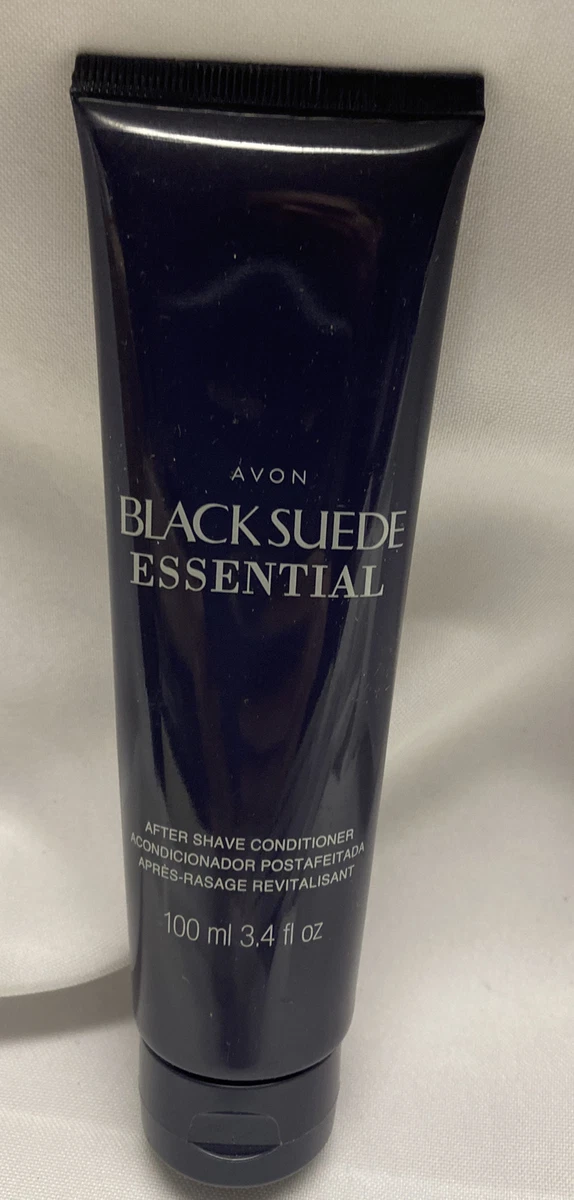 AVON
BLACK SUEDE
ESSENTIAL
AFTER SHAVE CONDITIONER
ACONDICIONADOR POSTAFEITADA
APRÈS-RASAGE REVITALISANT
100 ml 3.4 fl oz